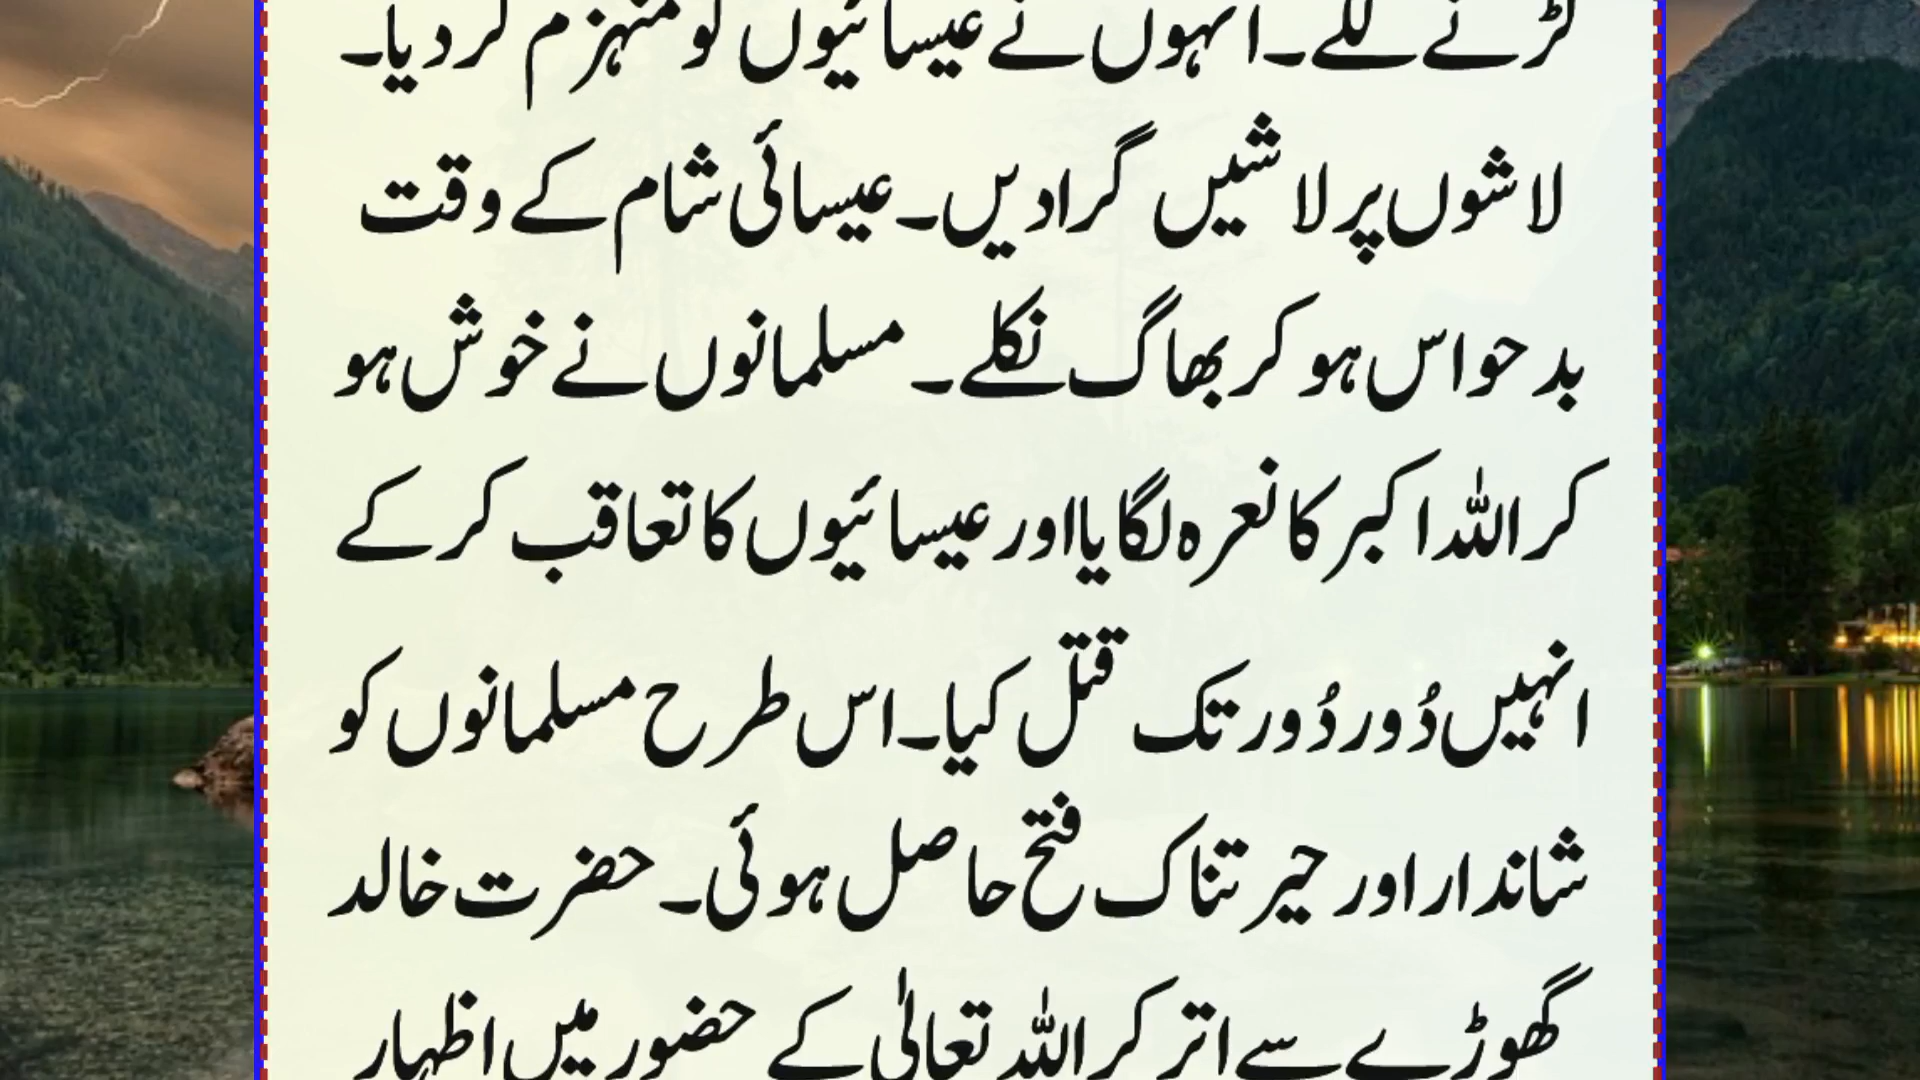 لڑنے لگے۔ انہوں نے عیسائیوں کو منہزم کر دیا۔
لاشوں پر لاشیں گرادیں۔ عیسائی شام کے وقت
بدحواس ہو کر بھاگ نکلے۔ مسلمانوں نے خوش ہو
کر اللہ اکبر کا نعرہ لگایا اور عیسائیوں کا تعاقب کر کے
انہیں دُور دُور تک قتل کیا۔ اس طرح مسلمانوں کو
شاندار اور حیرتناک فتح حاصل ہوئی۔ حضرت خالد
گھوڑے سے اتر کر اللہ تعالیٰ کے حضور میں اظہار